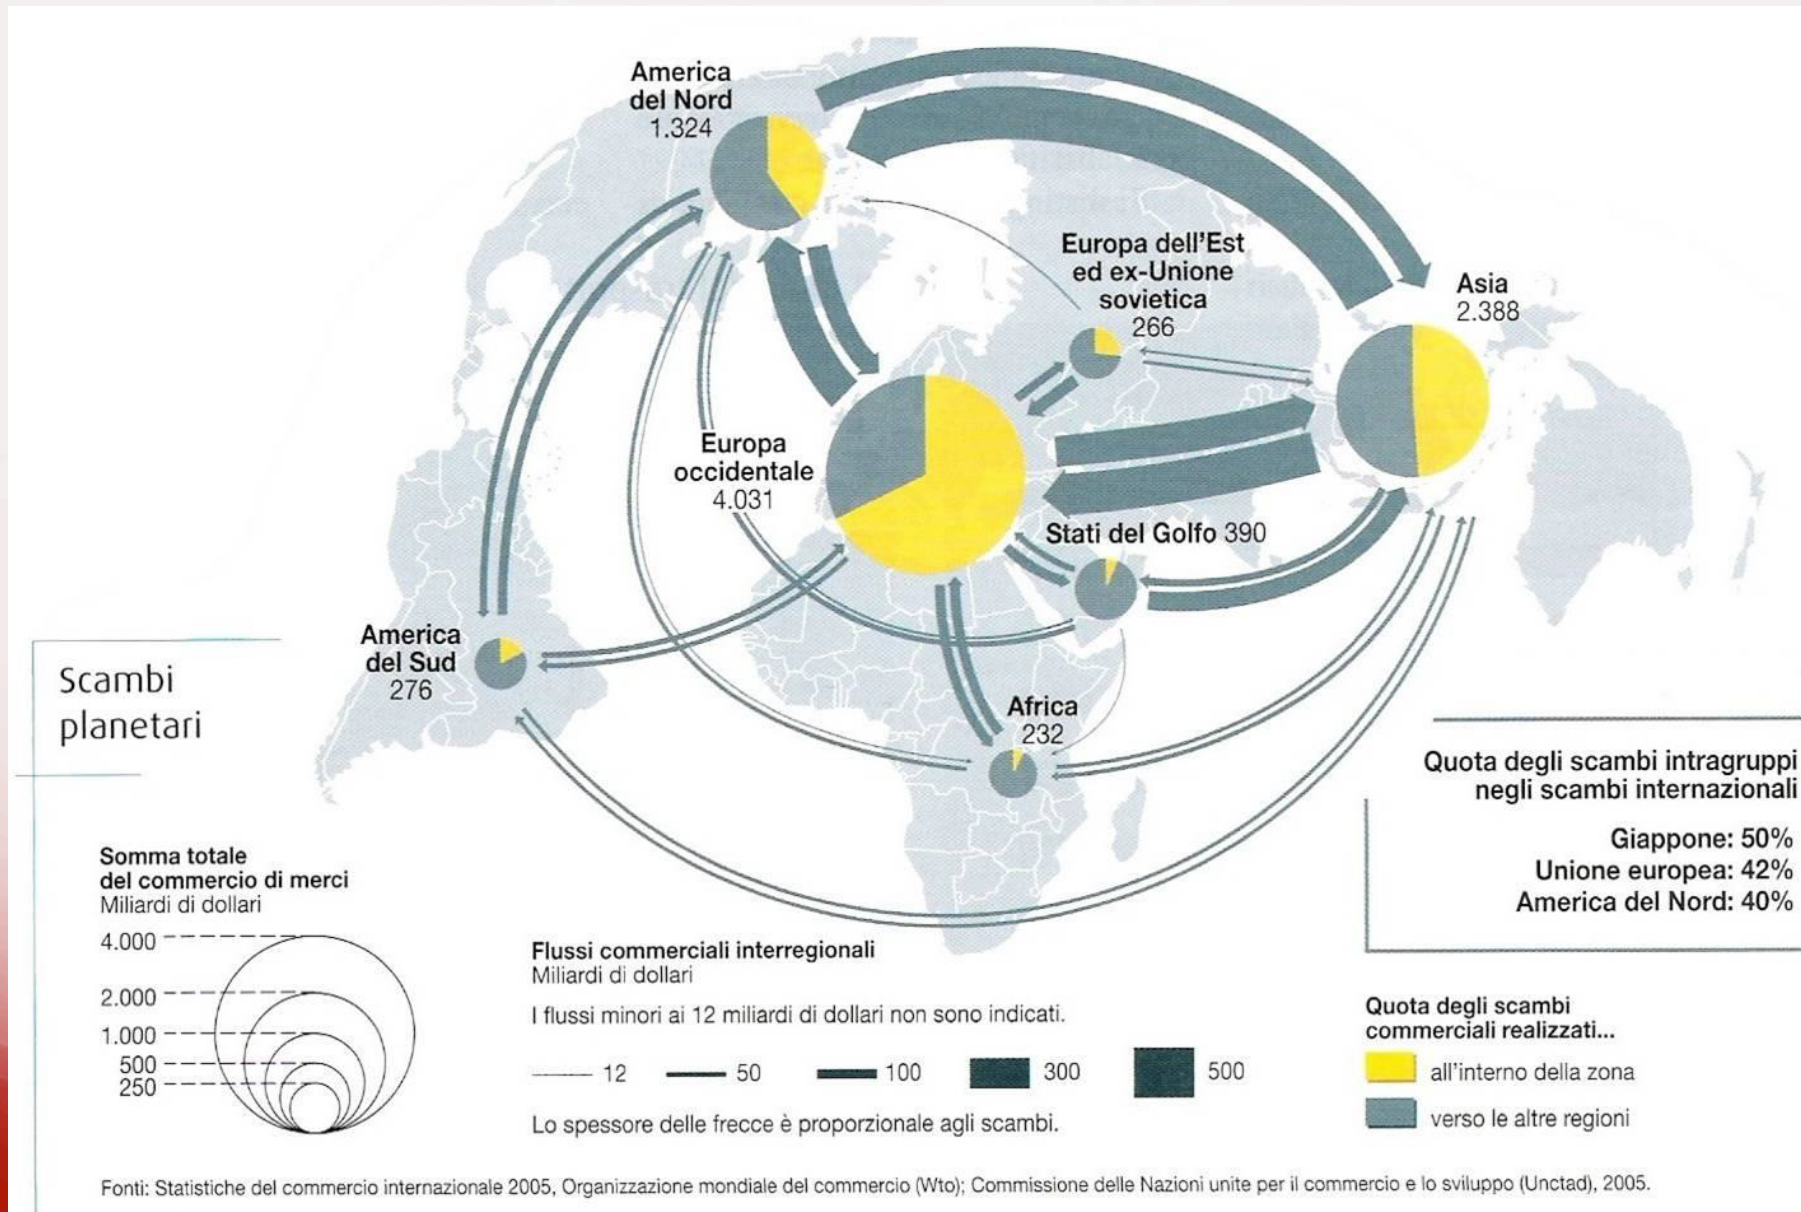 America
del Nord
1.324
Europa dell'Est
ed ex-Unione
sovietica
266
Asia
2.388
Europa
occidentale
4.031
Stati del Golfo 390
America
del Sud
276
Africa
232
Scambi
planetari
Quota degli scambi intragruppi
negli scambi internazionali
Giappone: 50%
Unione europea: 42%
America del Nord: 40%
Somma totale
del commercio di merci
Miliardi di dollari
4.000
2.000
1.000
500
250
Flussi commerciali interregionali
Miliardi di dollari
I flussi minori ai 12 miliardi di dollari non sono indicati.
12 50 100 300 500
Lo spessore delle frecce è proporzionale agli scambi.
Quota degli scambi
commerciali realizzati...
all'interno della zona
verso le altre regioni
Fonti: Statistiche del commercio internazionale 2005, Organizzazione mondiale del commercio (Wto); Commissione delle Nazioni unite per il commercio e lo sviluppo (Unctad), 2005.